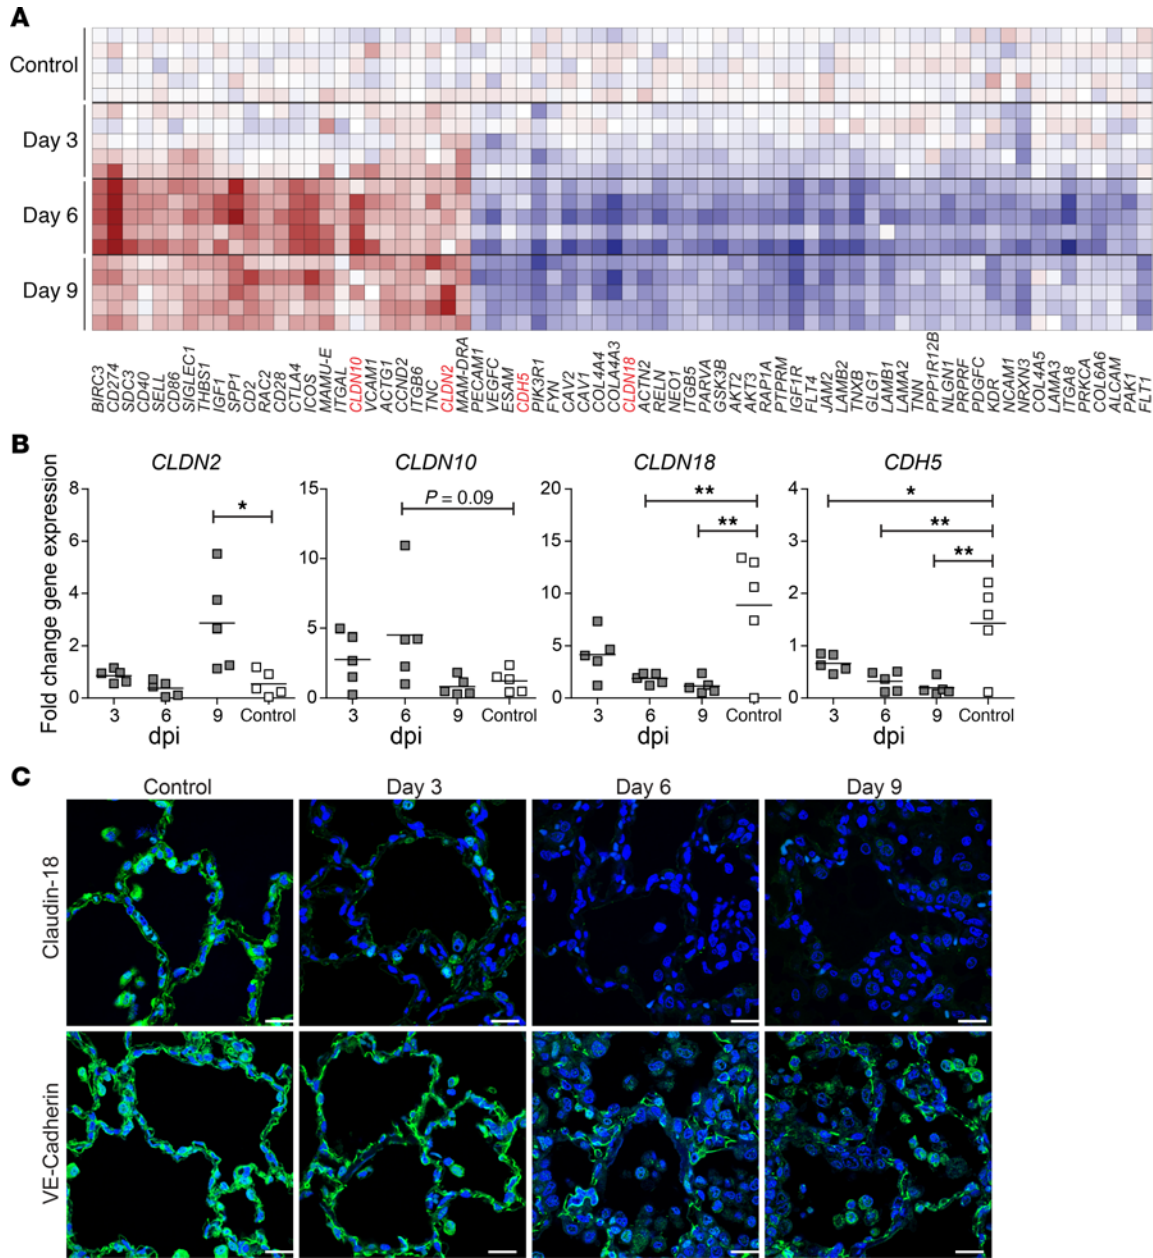 A
Control
Day 3
Day 6
Day 9
BIRC3
CD274
SDC3
CD40
SELL
CD86
SIGLEC1
THBS1
IGF1
SPP1
CD2
RAC2
CD28
CTLA4
ICOS
MAMU-E
ITGAL
CLDN10
VCAM1
ACTG1
CCND2
ITGB6
TNC
CLDN2
MAM-DRA
PECAM1
VEGFC
ESAM
CDH5
PIK3R1
FYN
CAV2
CAV1
COL4A4
COL4A3
CLDN18
ACTN2
RELN
NEO1
ITGB5
PARVA
GSK3B
AKT2
AKT3
RAP1A
PTPRM
IGF1R
FLT4
JAM2
LAMB2
TNXB
GLG1
LAMB1
LAMA2
TNN
PPP1R12B
NLGN1
PRPRF
PDGFC
KDR
NCAM1
NRXN3
COL4A5
LAMA3
ITGA8
PRKCA
COL6A6
ALCAM
PAK1
FLT1
B
Fold change gene expression
CLDN2
8
6
4
2
0
*
3
6
9
Control
dpi
CLDN10
15
10
5
0
P = 0.09
3
6
9
Control
dpi
CLDN18
20
15
10
5
0
**
**
3
6
9
Control
dpi
CDH5
4
3
2
1
0
*
**
**
3
6
9
Control
dpi
C
Control
Day 3
Day 6
Day 9
Claudin-18
VE-Cadherin